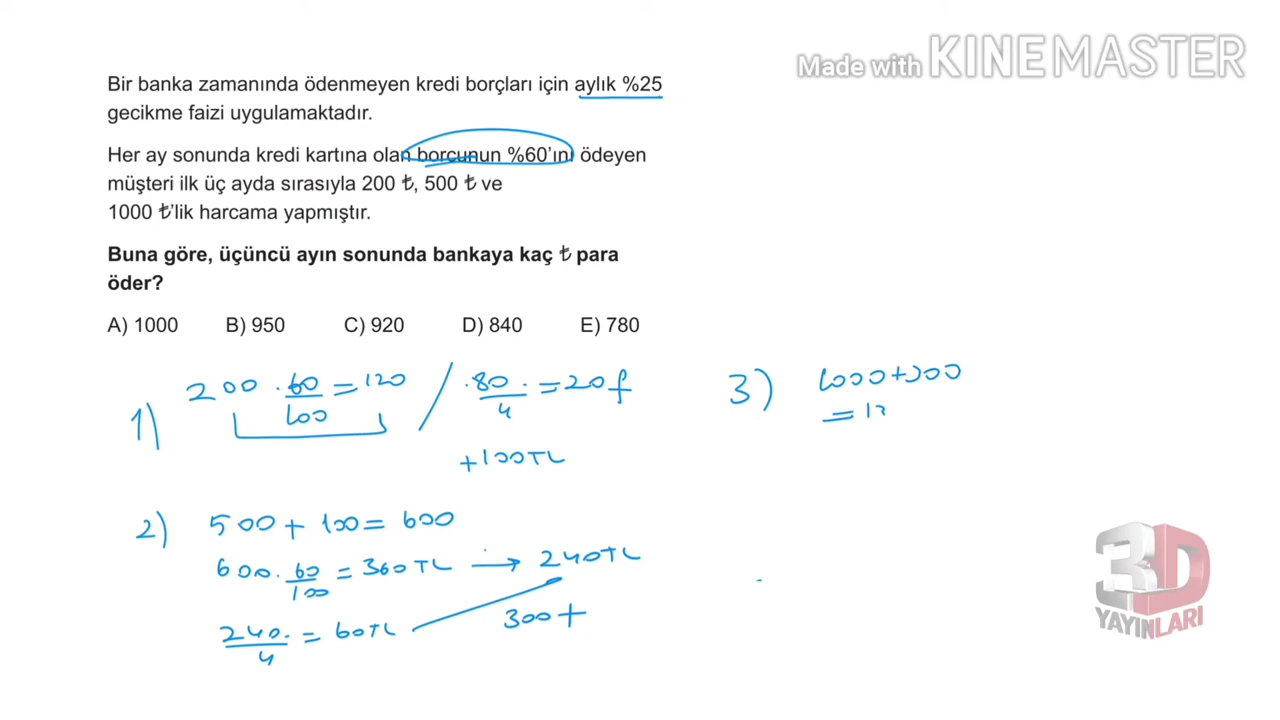 Made with KINEMASTER
Bir banka zamanında ödenmeyen kredi borçları için aylık %25
gecikme faizi uygulamaktadır.
Her ay sonunda kredi kartına olan borcunun %60'ını ödeyen
müşteri ilk üç ayda sırasıyla 200 ₺, 500 ₺ ve
1000 ₺'lik harcama yapmıştır.
Buna göre, üçüncü ayın sonunda bankaya kaç ₺ para
öder?
A) 1000 B) 950 C) 920 D) 840 E) 780
1) 200 . 60/100 = 120 / .80./4 = 20 f
+100TL
2) 500 + 100 = 600
600 . 60/100 = 360 TL → 240TL
240./4 = 60TL 300 +
3) 1000+300
= 13
3D
YAYINLARI